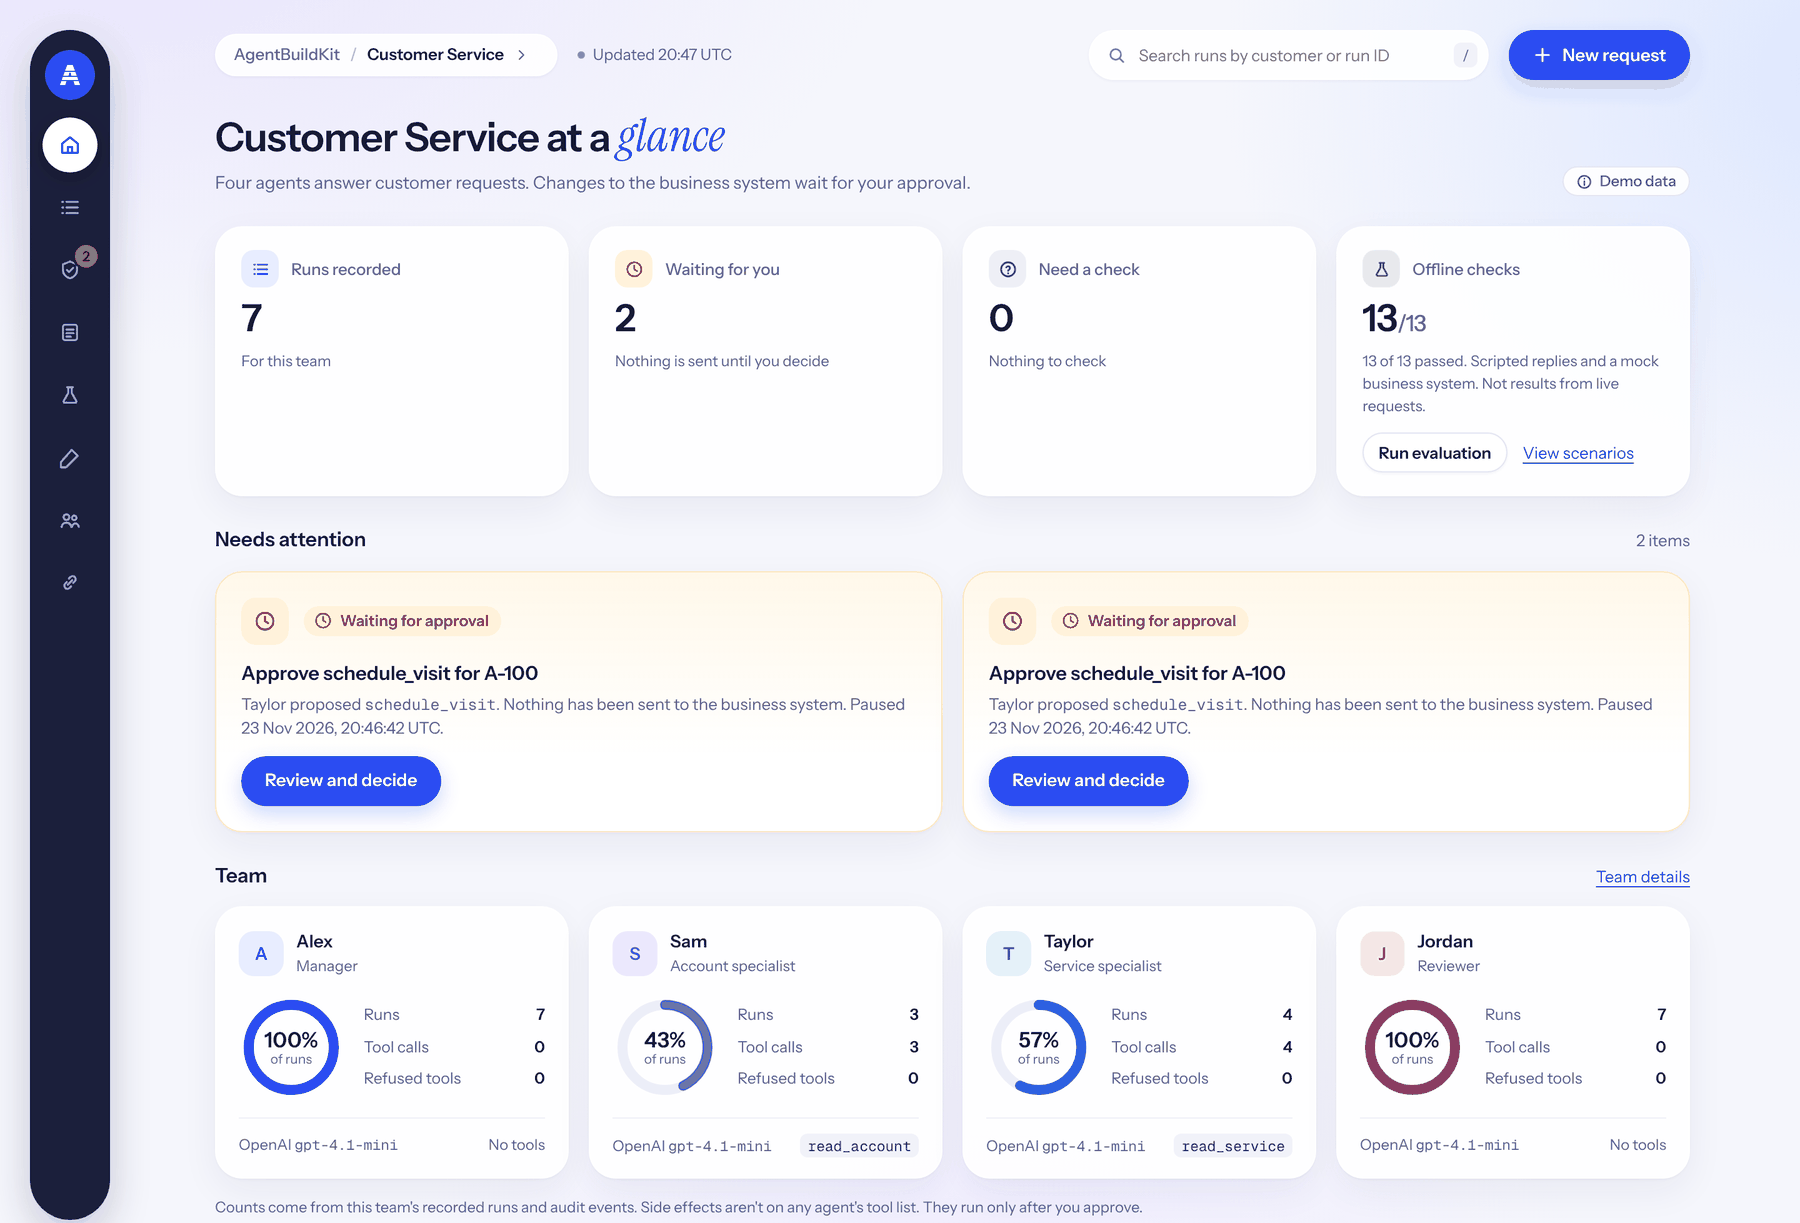 AgentBuildKit / Customer Service
Updated 20:47 UTC
Search runs by customer or run ID /
New request
Customer Service at a glance
Four agents answer customer requests. Changes to the business system wait for your approval.
Demo data
2
Runs recorded
7
For this team
Waiting for you
2
Nothing is sent until you decide
Need a check
0
Nothing to check
Offline checks
13/13
13 of 13 passed. Scripted replies and a mock
business system. Not results from live
requests.
Run evaluation
View scenarios
Needs attention
2 items
Waiting for approval
Approve schedule_visit for A-100
Taylor proposed schedule_visit. Nothing has been sent to the business system. Paused
23 Nov 2026, 20:46:42 UTC.
Review and decide
Waiting for approval
Approve schedule_visit for A-100
Taylor proposed schedule_visit. Nothing has been sent to the business system. Paused
23 Nov 2026, 20:46:42 UTC.
Review and decide
Team
Team details
A
Alex
Manager
100%
of runs
Runs 7
Tool calls 0
Refused tools 0
OpenAI gpt-4.1-mini
No tools
S
Sam
Account specialist
43%
of runs
Runs 3
Tool calls 3
Refused tools 0
OpenAI gpt-4.1-mini
read_account
T
Taylor
Service specialist
57%
of runs
Runs 4
Tool calls 4
Refused tools 0
OpenAI gpt-4.1-mini
read_service
J
Jordan
Reviewer
100%
of runs
Runs 7
Tool calls 0
Refused tools 0
OpenAI gpt-4.1-mini
No tools
Counts come from this team's recorded runs and audit events. Side effects aren't on any agent's tool list. They run only after you approve.